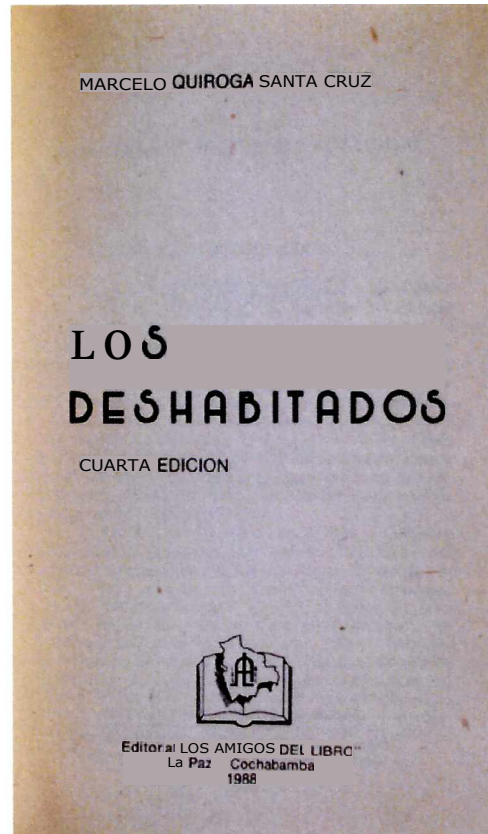 MARCELO QUIROGA SANTA CRUZ
LOS
DESHABITADOS
CUARTA EDICION
Editorial LOS AMIGOS DEL LIBRO"
La Paz Cochabamba
1988